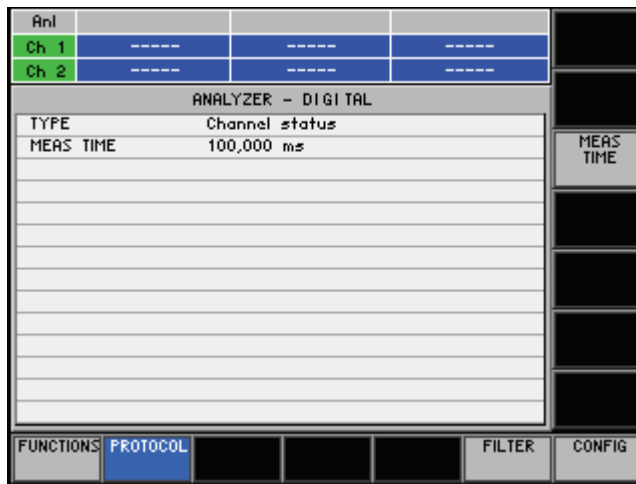 Anl
Ch 1 ----- ----- -----
Ch 2 ----- ----- -----
ANALYZER - DIGITAL
TYPE Channel status
MEAS TIME 100,000 ms
MEAS
TIME
FUNCTIONS PROTOCOL FILTER CONFIG